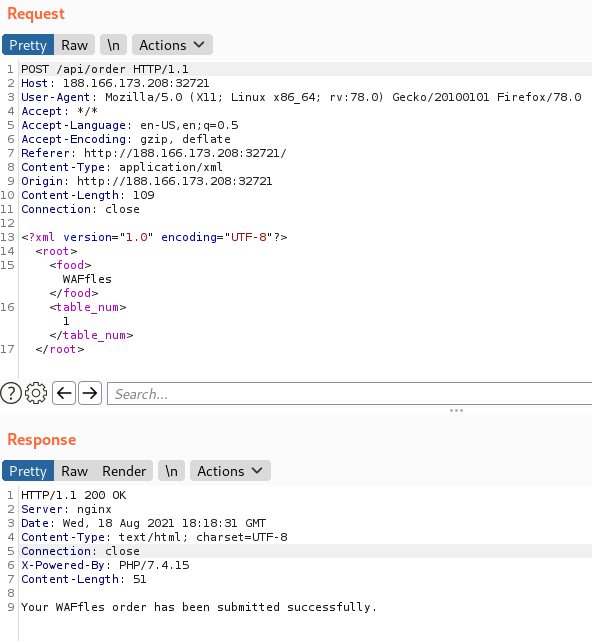 Request
Pretty Raw \n Actions
1 POST /api/order HTTP/1.1
2 Host: 188.166.173.208:32721
3 User-Agent: Mozilla/5.0 (X11; Linux x86_64; rv:78.0) Gecko/20100101 Firefox/78.0
4 Accept: */*
5 Accept-Language: en-US,en;q=0.5
6 Accept-Encoding: gzip, deflate
7 Referer: http://188.166.173.208:32721/
8 Content-Type: application/xml
9 Origin: http://188.166.173.208:32721
10 Content-Length: 109
11 Connection: close
12
13 <?xml version="1.0" encoding="UTF-8"?>
14 <root>
15 <food>
WAFfles
</food>
16 <table_num>
1
</table_num>
17 </root>
? Search...
Response
Pretty Raw Render \n Actions
1 HTTP/1.1 200 OK
2 Server: nginx
3 Date: Wed, 18 Aug 2021 18:18:31 GMT
4 Content-Type: text/html; charset=UTF-8
5 Connection: close
6 X-Powered-By: PHP/7.4.15
7 Content-Length: 51
8
9 Your WAFfles order has been submitted successfully.